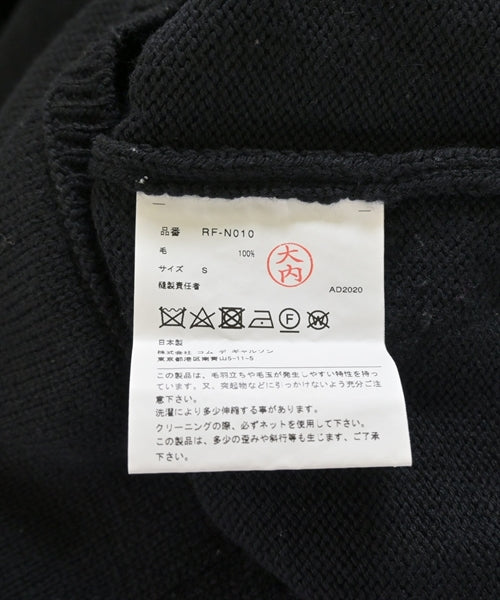 品番 RF-N010
毛 100%
サイズ S
縫製責任者 大内 AD2020
F W
日本製
株式会社 コム デ ギャルソン
東京都港区南青山5-11-5
この製品は、毛羽立ちや毛玉が発生しやすい特性を持っ
ています。又、突起物などに引っかけないよう充分ご注
意下さい。
洗濯により多少伸縮する事があります。
クリーニングの際、必ずネットを使用して下さい。
この製品は、多少の歪みや斜行等も生じます、ご了承
下さい。